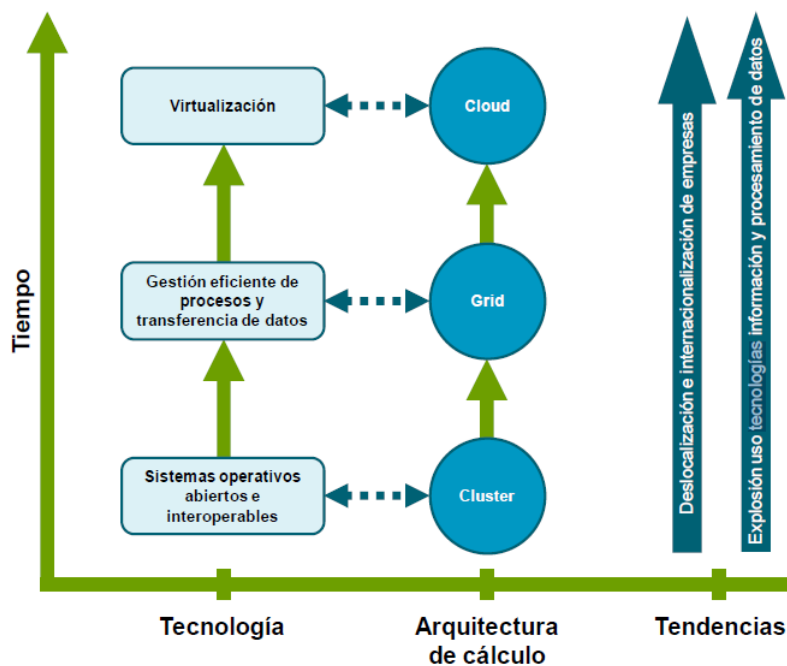 Tiempo
Virtualización
Cloud
Gestión eficiente de
procesos y
transferencia de datos
Grid
Sistemas operativos
abiertos e
interoperables
Cluster
Deslocalización e internacionalización de empresas
Explosión uso tecnologías información y procesamiento de datos
Tecnología
Arquitectura
de cálculo
Tendencias